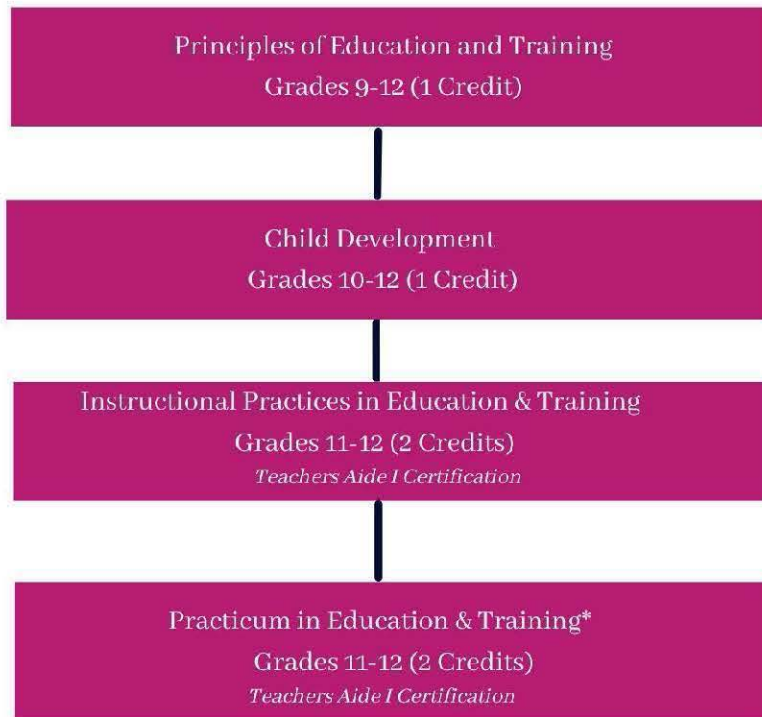 Principles of Education and Training
Grades 9-12 (1 Credit)
Child Development
Grades 10-12 (1 Credit)
Instructional Practices in Education & Training
Grades 11-12 (2 Credits)
Teachers Aide I Certification
Practicum in Education & Training*
Grades 11-12 (2 Credits)
Teachers Aide I Certification